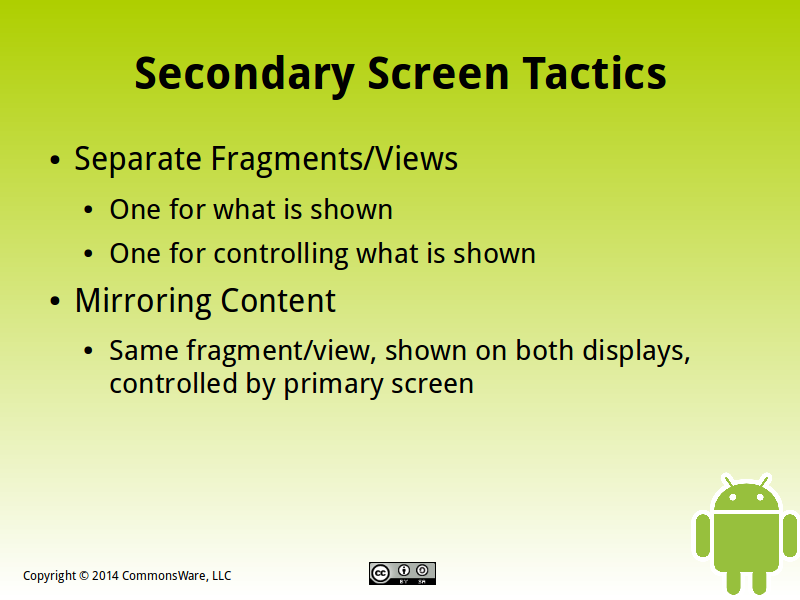 Secondary Screen Tactics
• Separate Fragments/Views
• One for what is shown
• One for controlling what is shown
• Mirroring Content
• Same fragment/view, shown on both displays,
controlled by primary screen
Copyright © 2014 CommonsWare, LLC
cc BY SA